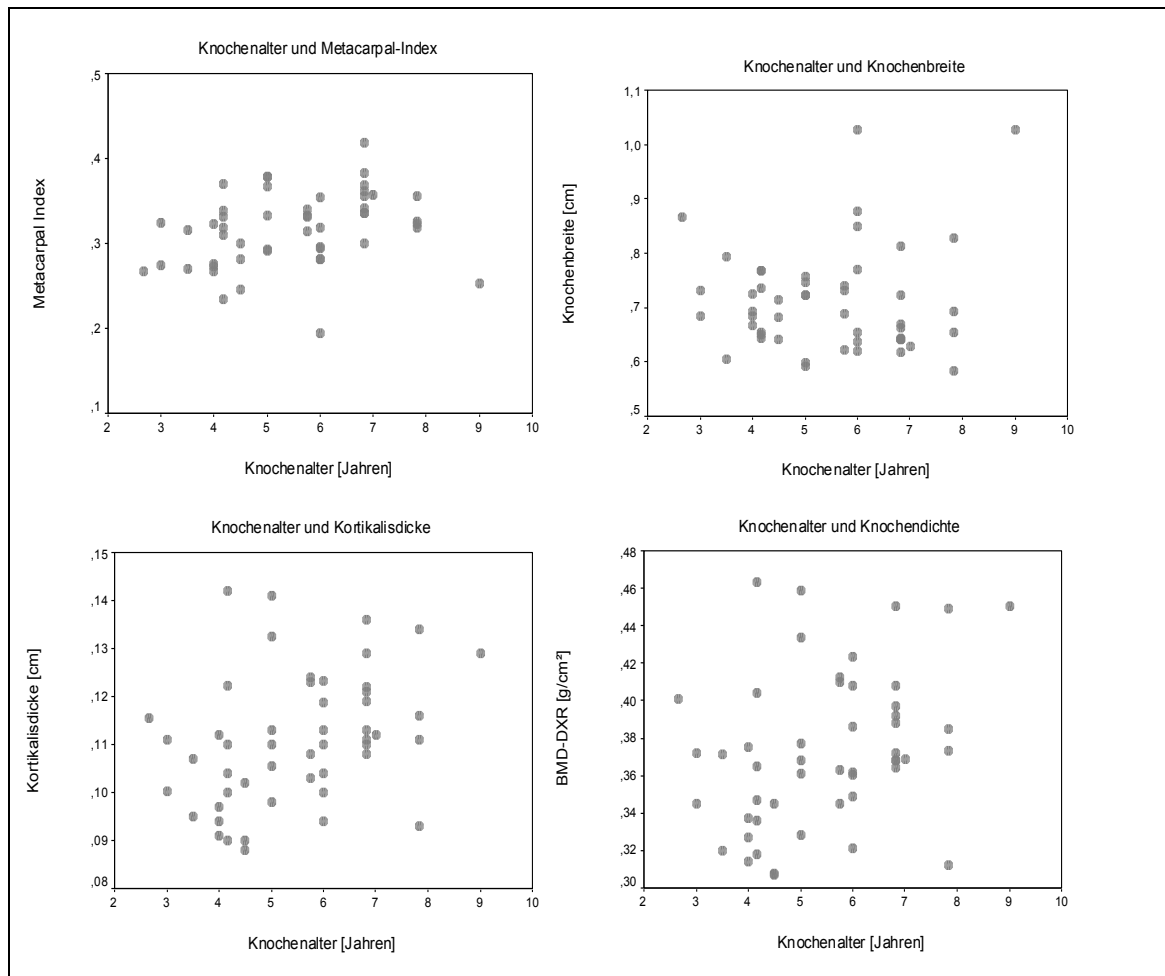 Knochenalter und Metacarpal-Index
,5
,4
,3
,2
,1
Metacarpal Index
2 3 4 5 6 7 8 9 10
Knochenalter [Jahren]
Knochenalter und Knochenbreite
1,1
1,0
,9
,8
,7
,6
,5
Knochenbreite [cm]
2 3 4 5 6 7 8 9 10
Knochenalter [Jahren]
Knochenalter und Kortikalisdicke
,15
,14
,13
,12
,11
,10
,09
,08
Kortikalisdicke [cm]
2 3 4 5 6 7 8 9 10
Knochenalter [Jahren]
Knochenalter und Knochendichte
,48
,46
,44
,42
,40
,38
,36
,34
,32
,30
BMD-DXR [g/cm²]
2 3 4 5 6 7 8 9 10
Knochenalter [Jahren]